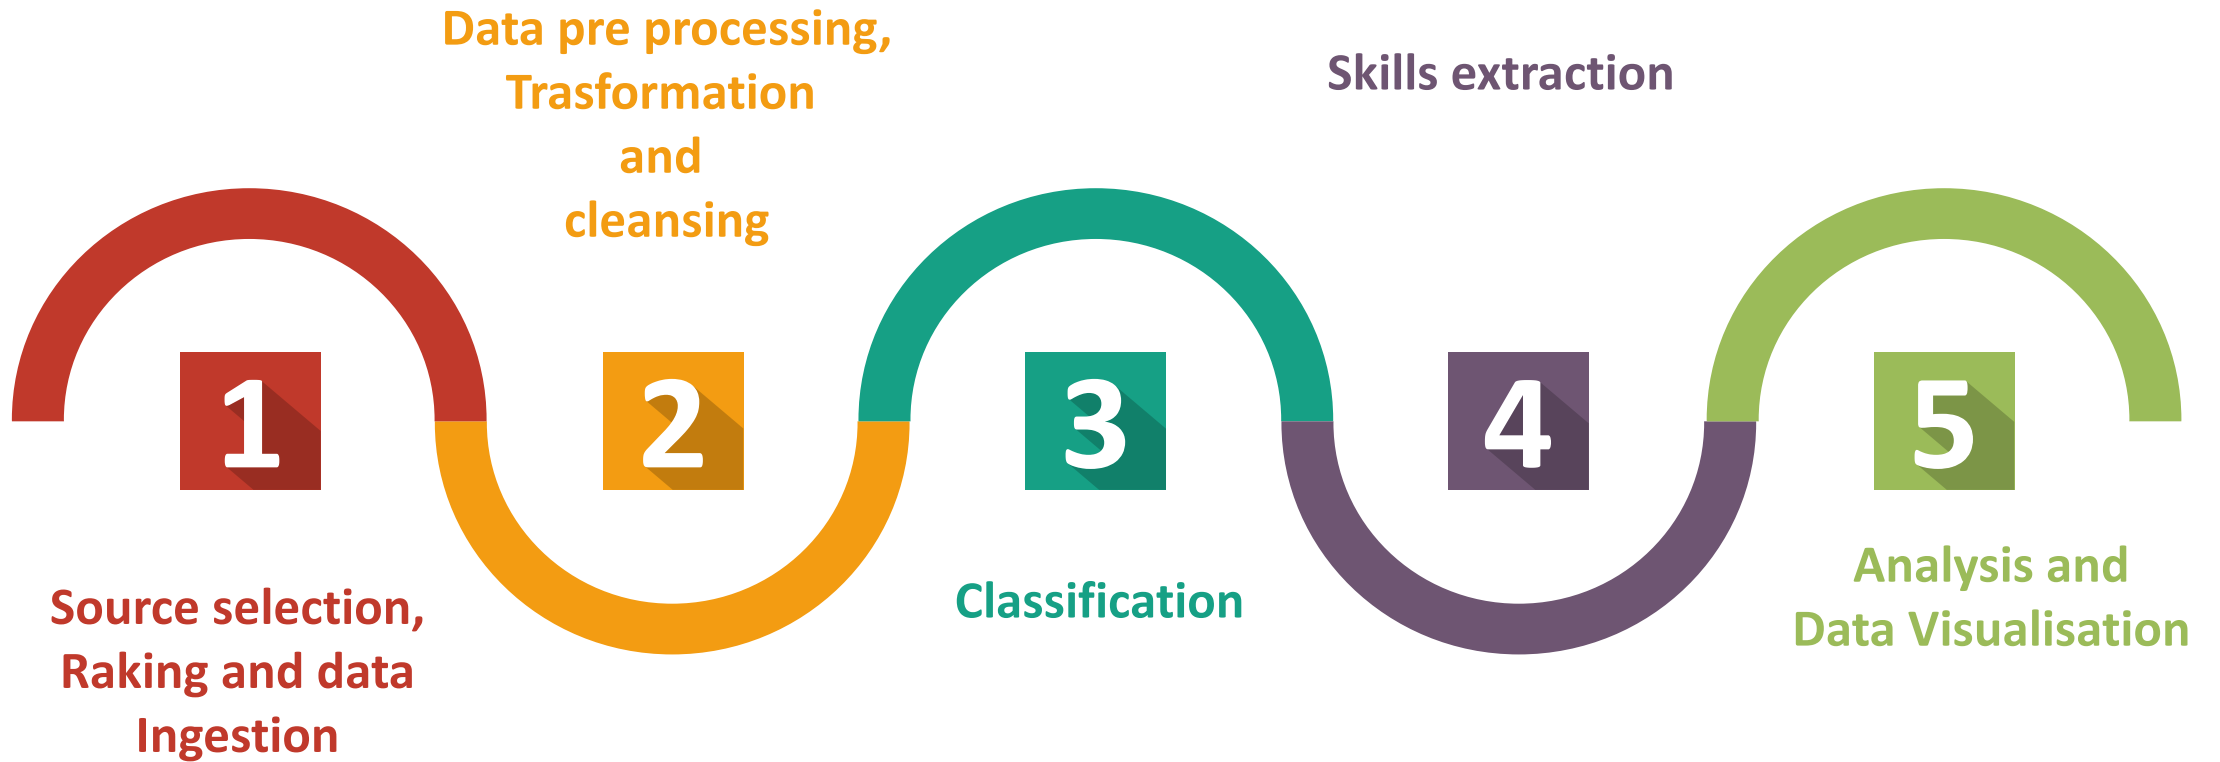 Data pre processing,
Trasformation
and
cleansing
Skills extraction
1
2
3
4
5
Source selection,
Raking and data
Ingestion
Classification
Analysis and
Data Visualisation